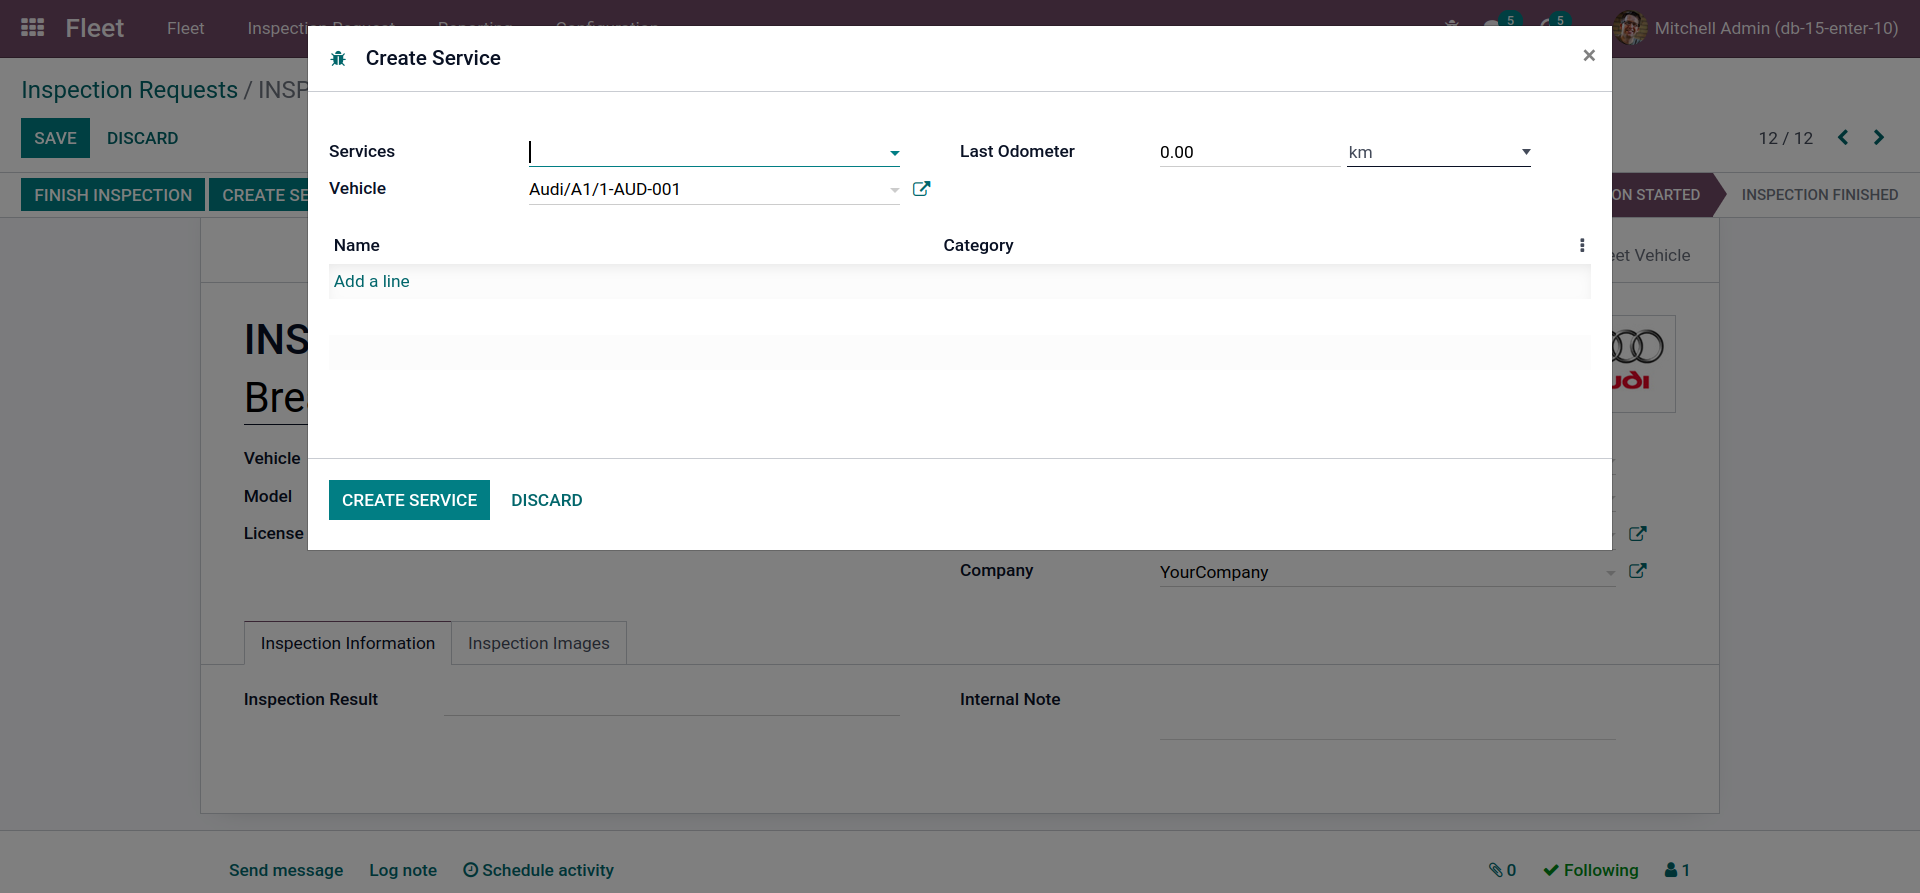 Fleet
Fleet
5
5
Mitchell Admin (db-15-enter-10)
Create Service
×
Inspection Requests / INSP
SAVE
DISCARD
12 / 12
Services
Last Odometer
0.00
km
Vehicle
Audi/A1/1-AUD-001
FINISH INSPECTION
CREATE SE
ON STARTED
INSPECTION FINISHED
Name
Category
eet Vehicle
Add a line
INS
Bre
Vehicle
Model
CREATE SERVICE
DISCARD
License
Company
YourCompany
Inspection Information
Inspection Images
Inspection Result
Internal Note
Send message
Log note
Schedule activity
0
Following
1